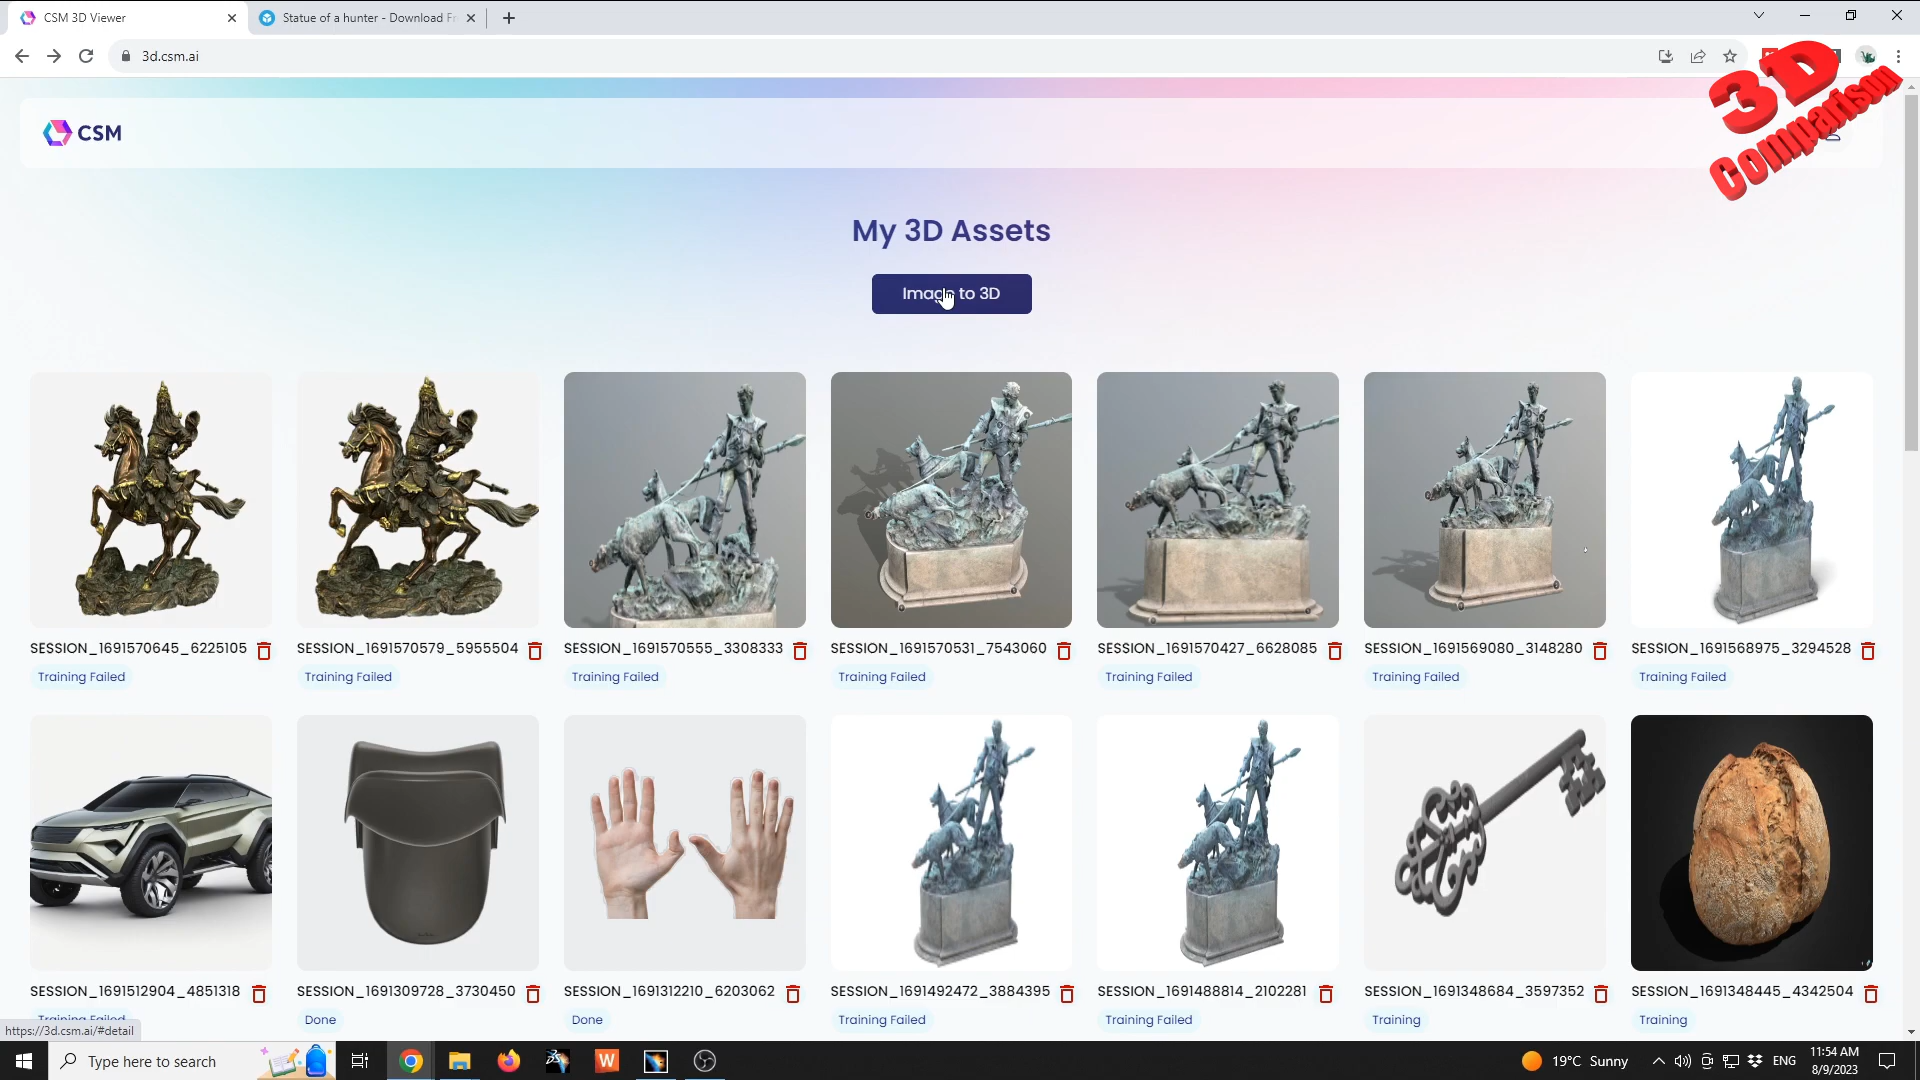 CSM 3D Viewer
Statue of a hunter - Download Fr
3d.csm.ai
3D
Comparison
CSM
My 3D Assets
Image to 3D
SESSION_1691570645_6225105
SESSION_1691570579_5955504
SESSION_1691570555_3308333
SESSION_1691570531_7543060
SESSION_1691570427_6628085
SESSION_1691569080_3148280
SESSION_1691568975_3294528
Training Failed
Training Failed
Training Failed
Training Failed
Training Failed
Training Failed
Training Failed
SESSION_1691512904_4851318
SESSION_1691309728_3730450
SESSION_1691312210_6203062
SESSION_1691492472_3884395
SESSION_1691488814_2102281
SESSION_1691348684_3597352
SESSION_1691348445_4342504
Training Failed
Done
Done
Training Failed
Training Failed
Training
Training
https://3d.csm.ai/#detail
Type here to search
W
19°C Sunny
ENG
11:54 AM
8/9/2023